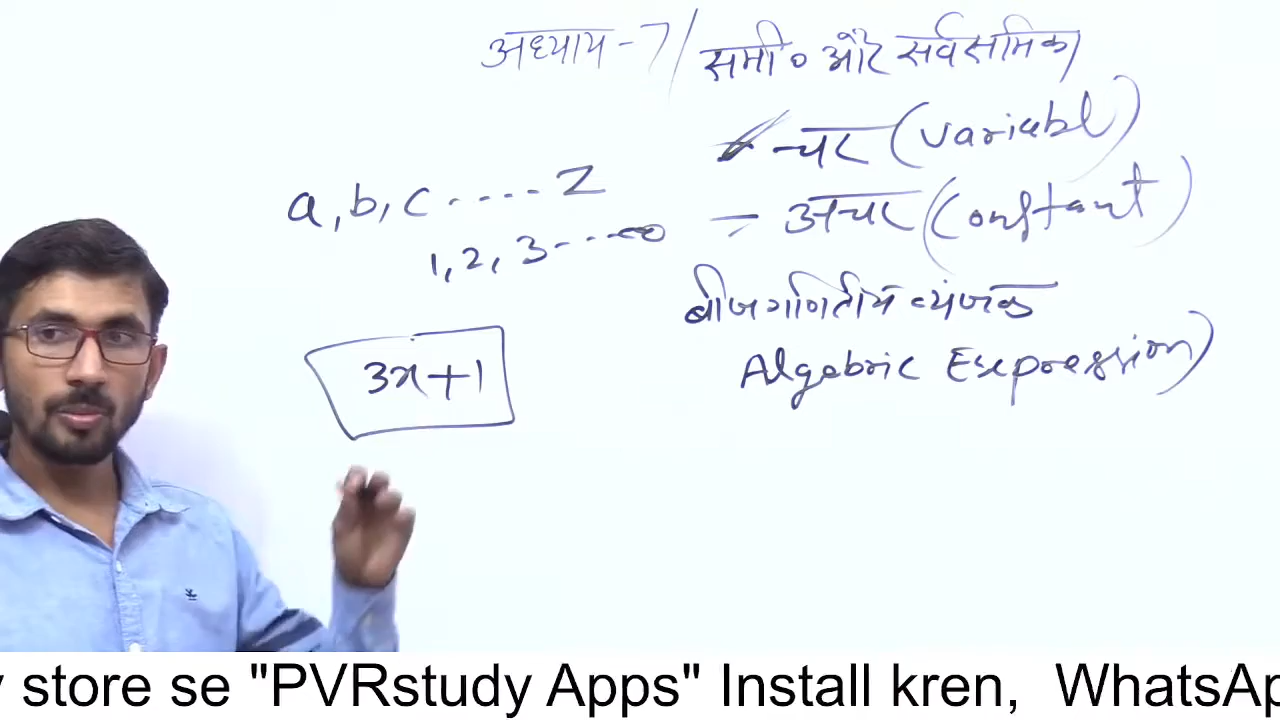 अध्याय - 7 / समी० और सर्वसमिका
चर (variabl)
a, b, c ..... z
- अचर (Constant)
1, 2, 3 .... ∞
बीजगणितीय व्यंजक
3x+1
Algebric Expression)
store se "PVRstudy Apps" Install kren, WhatsAp